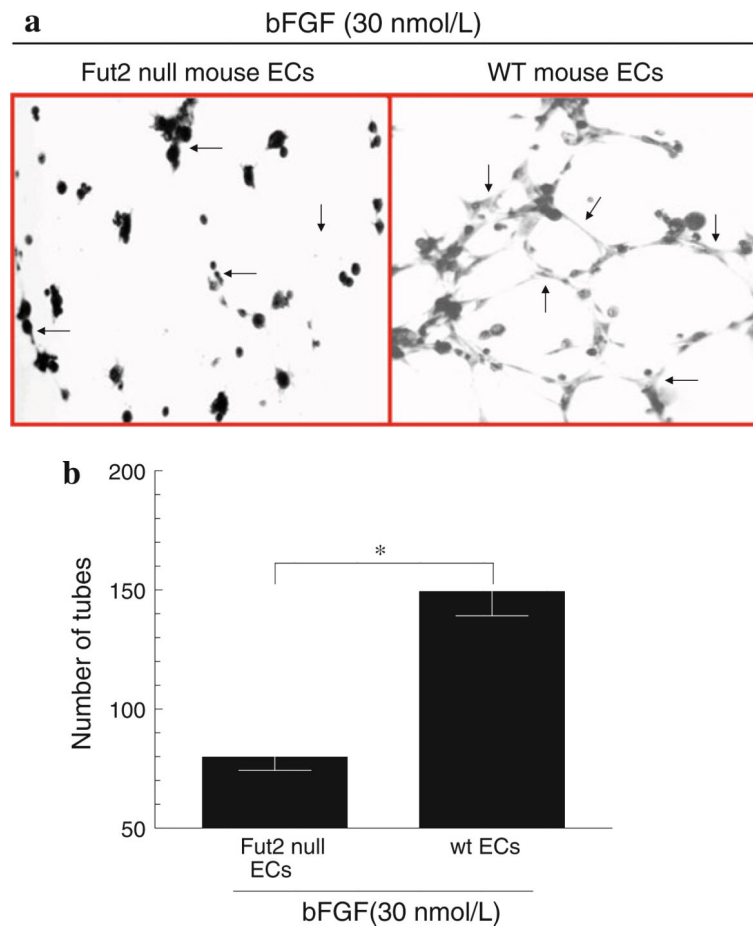 a
bFGF (30 nmol/L)
Fut2 null mouse ECs
WT mouse ECs
b
200
150
100
50
Number of tubes
*
Fut2 null
ECs
wt ECs
bFGF(30 nmol/L)